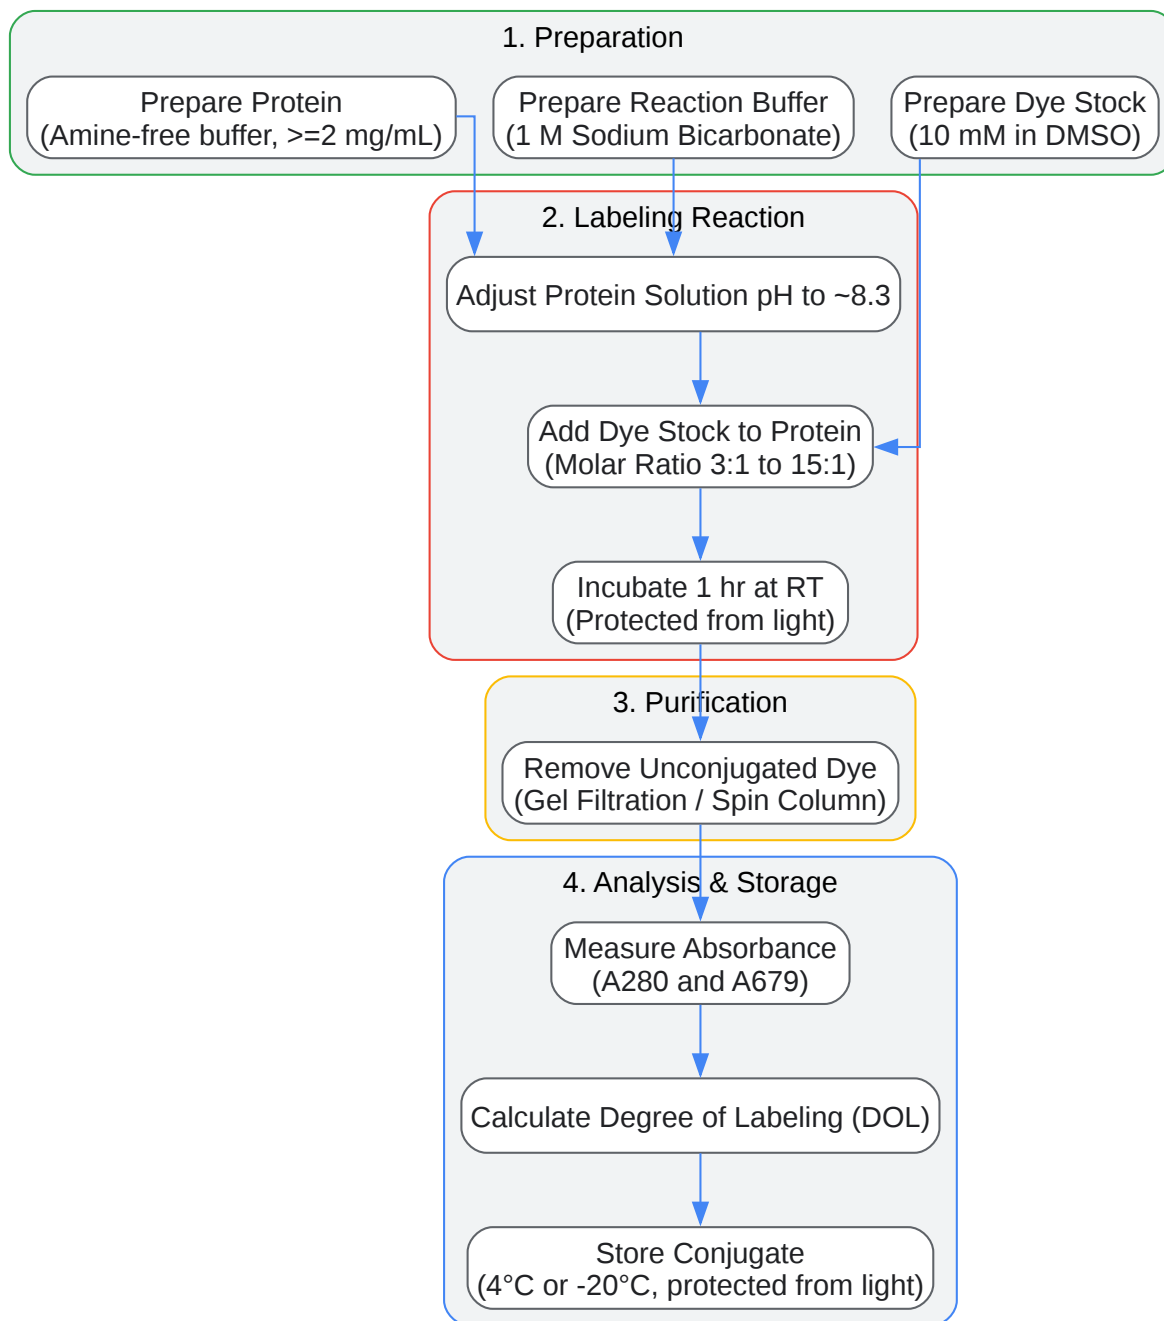 1. Preparation
Prepare Protein
(Amine-free buffer, >=2 mg/mL)
Prepare Reaction Buffer
(1 M Sodium Bicarbonate)
Prepare Dye Stock
(10 mM in DMSO)
2. Labeling Reaction
Adjust Protein Solution pH to ~8.3
Add Dye Stock to Protein
(Molar Ratio 3:1 to 15:1)
Incubate 1 hr at RT
(Protected from light)
3. Purification
Remove Unconjugated Dye
(Gel Filtration / Spin Column)
4. Analysis & Storage
Measure Absorbance
(A280 and A679)
Calculate Degree of Labeling (DOL)
Store Conjugate
(4°C or -20°C, protected from light)